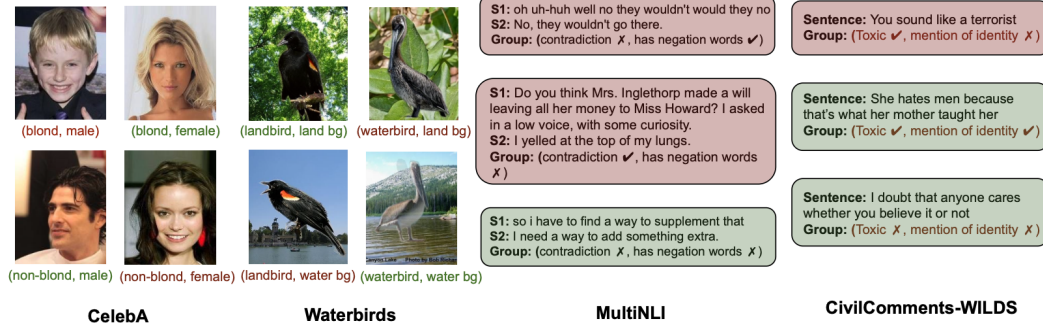 (blond, male)
(blond, female)
(non-blond, male)
(non-blond, female)
CelebA
(landbird, land bg)
(waterbird, land bg)
(landbird, water bg)
(waterbird, water bg)
Waterbirds
S1: oh uh-huh well no they wouldn't would they no
S2: No, they wouldn't go there.
Group: (contradiction ✗, has negation words ✔)
S1: Do you think Mrs. Inglethorp made a will
leaving all her money to Miss Howard? I asked
in a low voice, with some curiosity.
S2: I yelled at the top of my lungs.
Group: (contradiction ✔, has negation words
✗)
S1: so i have to find a way to supplement that
S2: I need a way to add something extra.
Group: (contradiction ✗, has negation words ✗)
MultiNLI
Sentence: You sound like a terrorist
Group: (Toxic ✔, mention of identity ✗)
Sentence: She hates men because
that's what her mother taught her
Group: (Toxic ✔, mention of identity ✔)
Sentence: I doubt that anyone cares
whether you believe it or not
Group: (Toxic ✗, mention of identity ✗)
CivilComments-WILDS